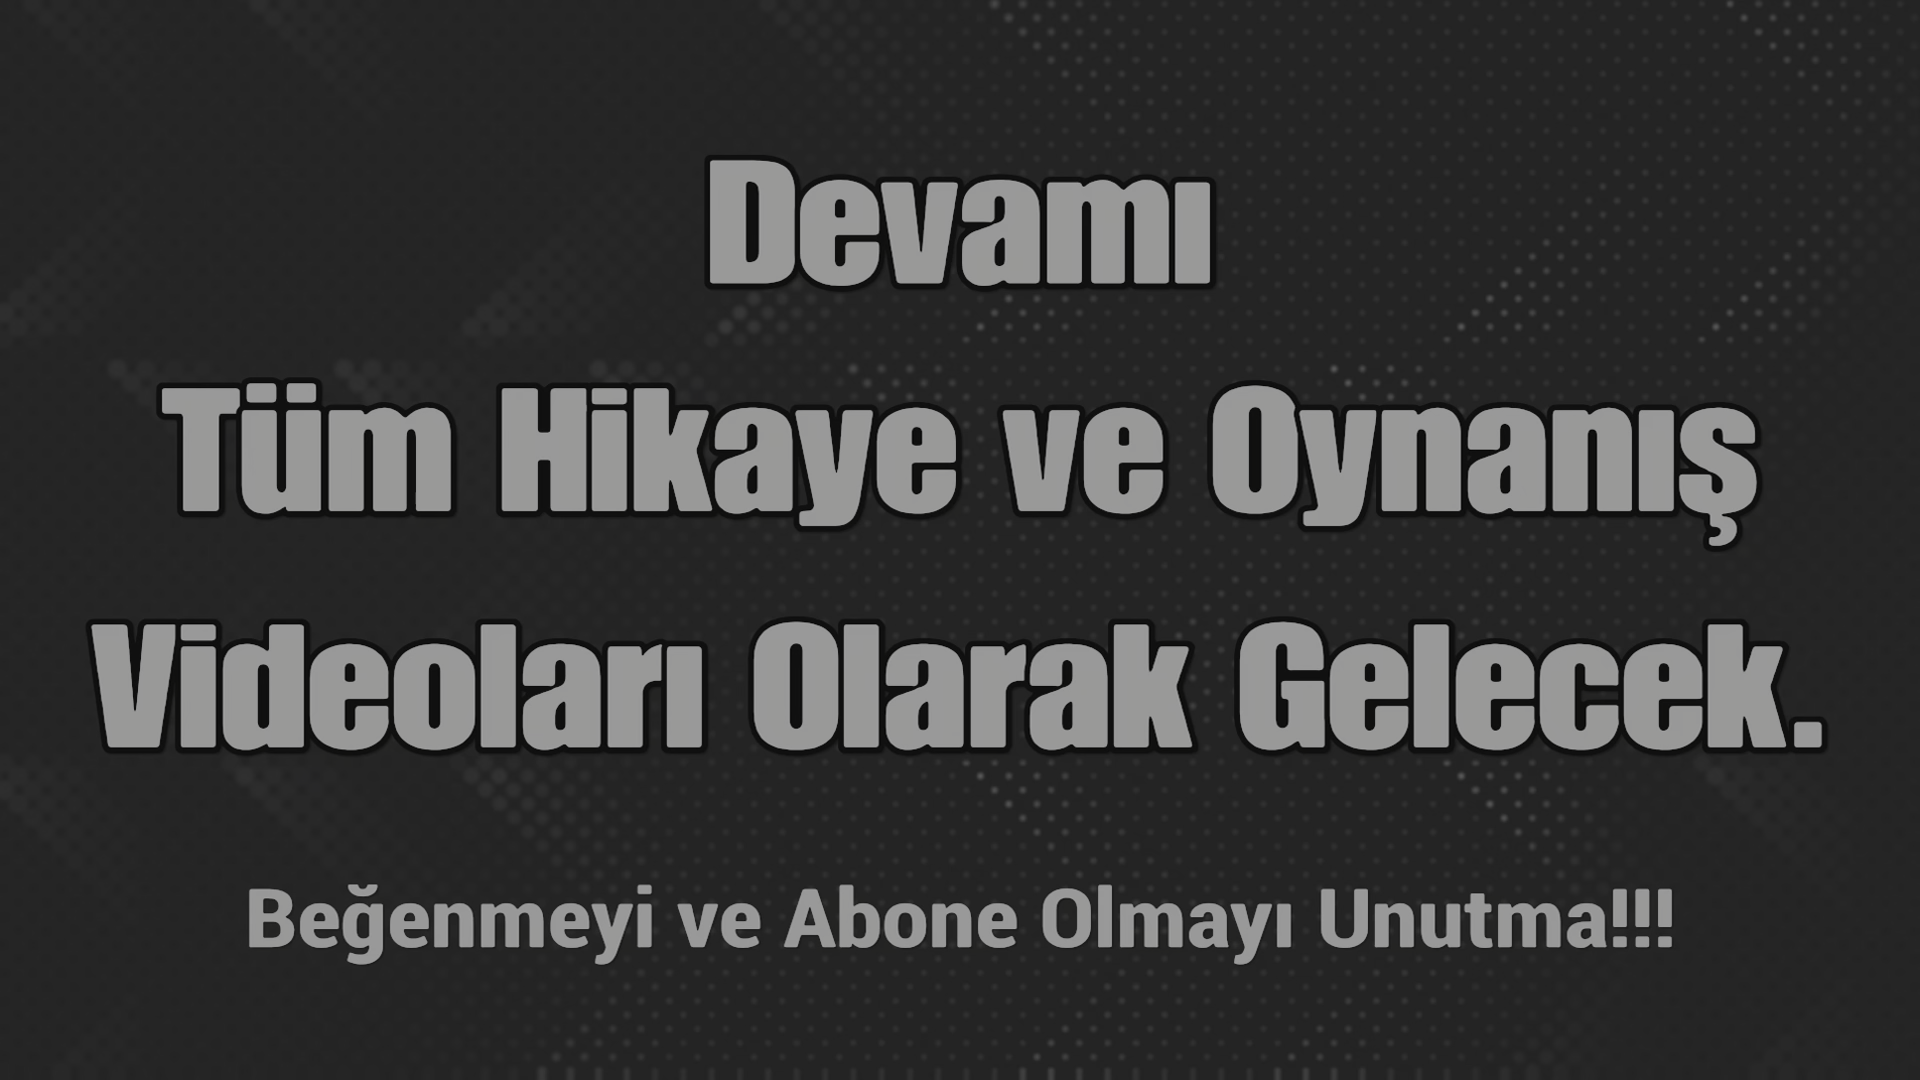 Devamı
Tüm Hikaye ve Oynanış
Videoları Olarak Gelecek.
Beğenmeyi ve Abone Olmayı Unutma!!!